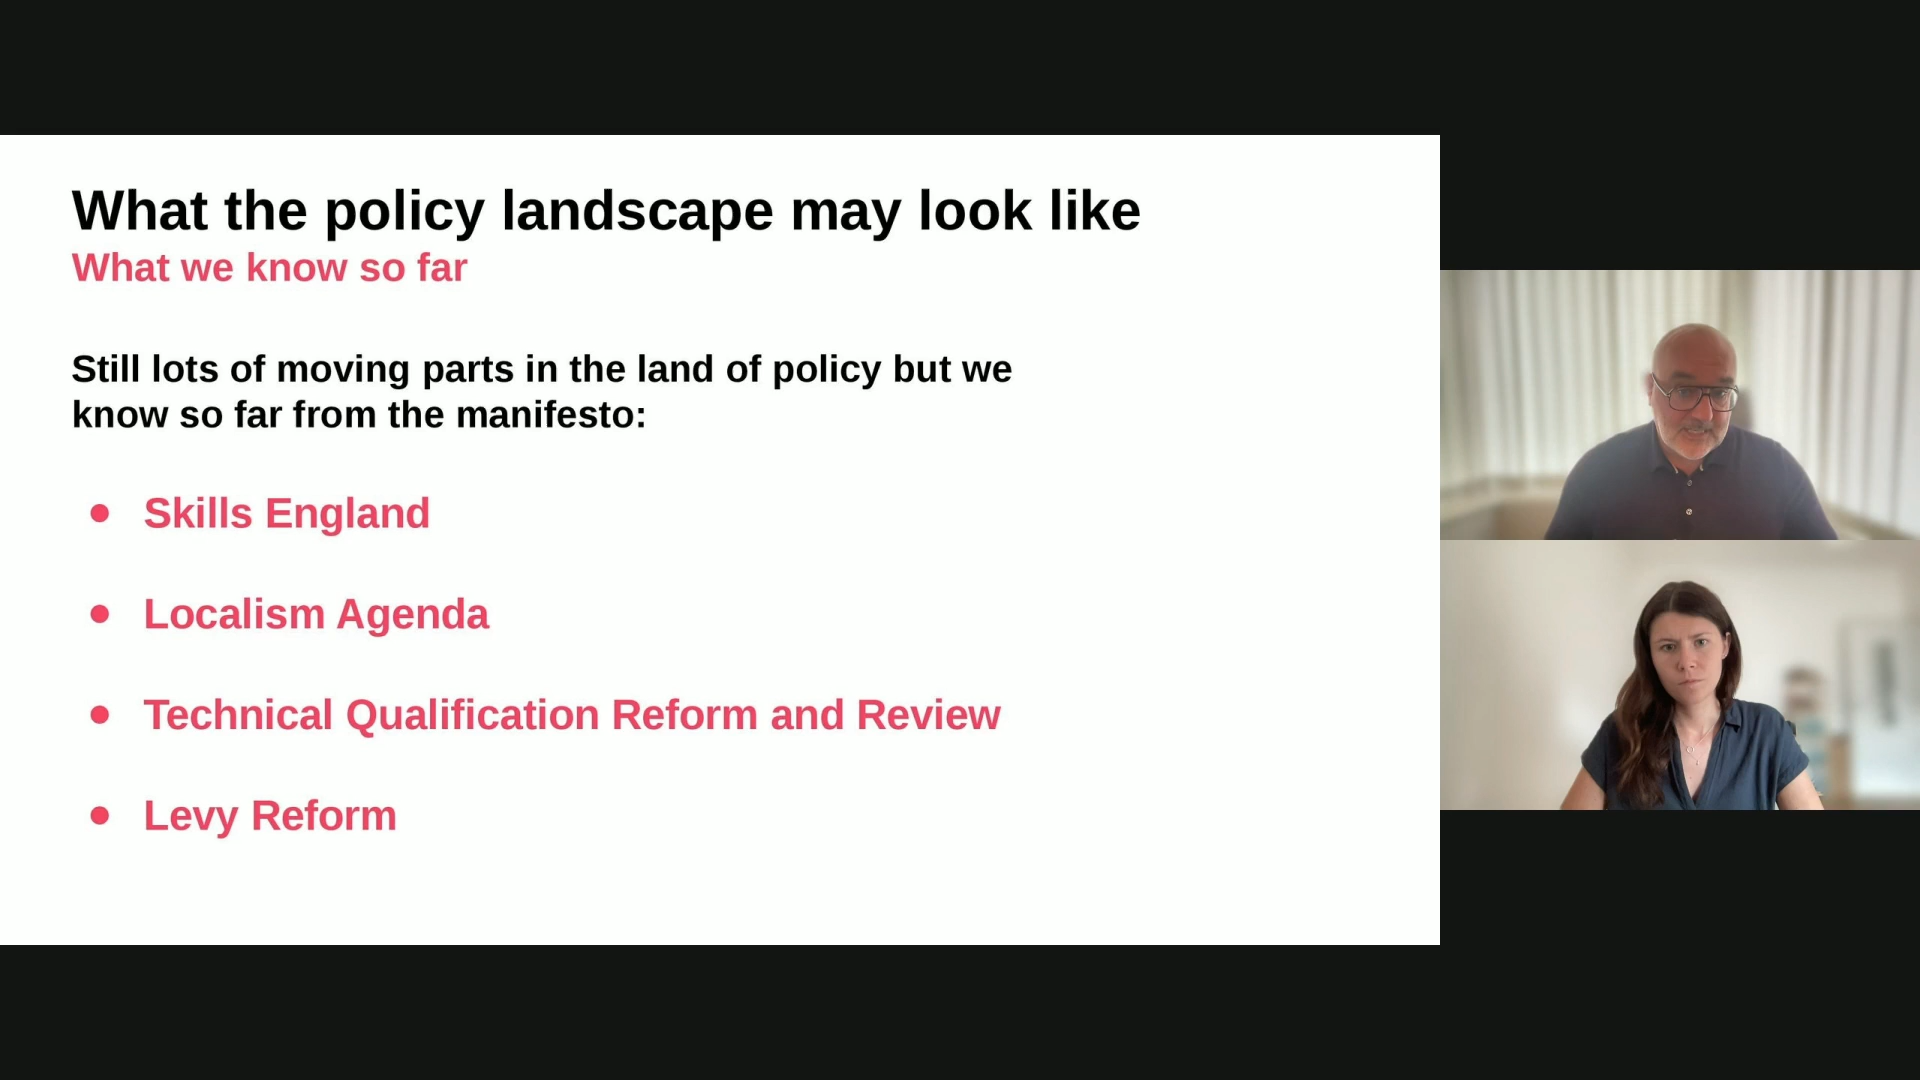 What the policy landscape may look like
What we know so far
Still lots of moving parts in the land of policy but we
know so far from the manifesto:
● Skills England
● Localism Agenda
● Technical Qualification Reform and Review
● Levy Reform